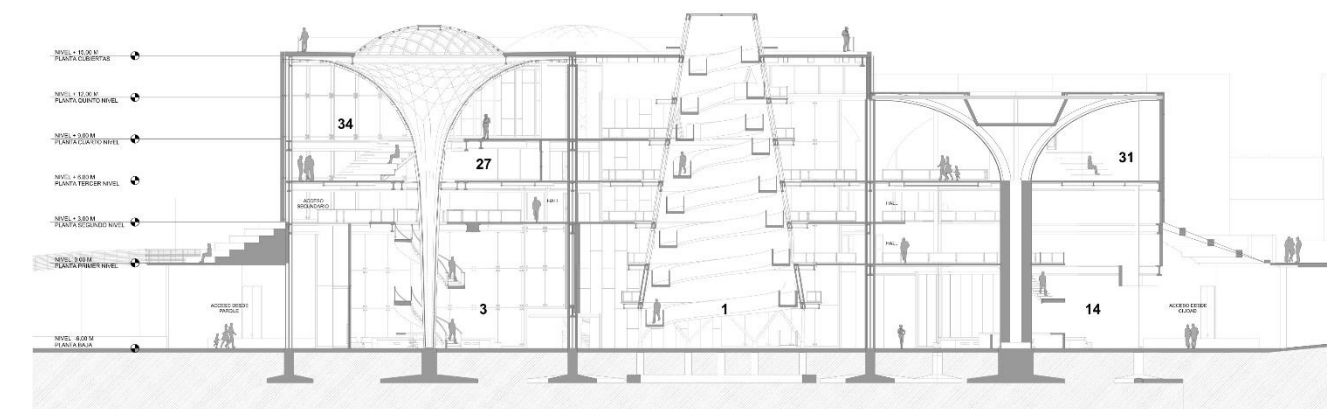 NIVEL + 15,00 M
PLANTA CUBIERTAS
NIVEL + 12,00 M
PLANTA QUINTO NIVEL
34
NIVEL + 9,00 M
PLANTA CUARTO NIVEL
27
31
NIVEL + 6,00 M
PLANTA TERCER NIVEL
ACCESO
SECUNDARIO
HALL
HALL
NIVEL + 3,00 M
PLANTA SEGUNDO NIVEL
HALL
NIVEL 0,00 M
PLANTA PRIMER NIVEL
ACCESO DESDE
PARQUE
3
1
14
ACCESO DESDE
CIUDAD
NIVEL -6,00 M
PLANTA BAJA